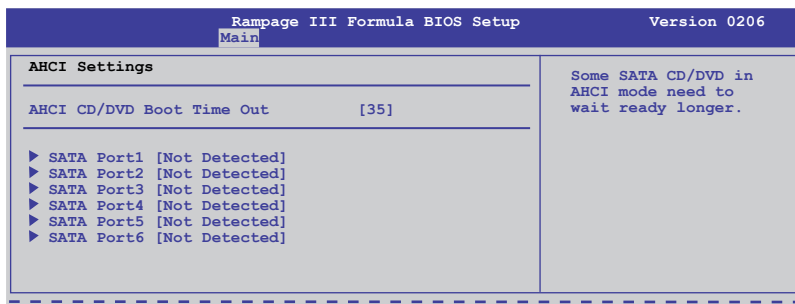 Rampage III Formula BIOS Setup Version 0206
Main
AHCI Settings
AHCI CD/DVD Boot Time Out [35]
SATA Port1 [Not Detected]
SATA Port2 [Not Detected]
SATA Port3 [Not Detected]
SATA Port4 [Not Detected]
SATA Port5 [Not Detected]
SATA Port6 [Not Detected]
Some SATA CD/DVD in
AHCI mode need to
wait ready longer.